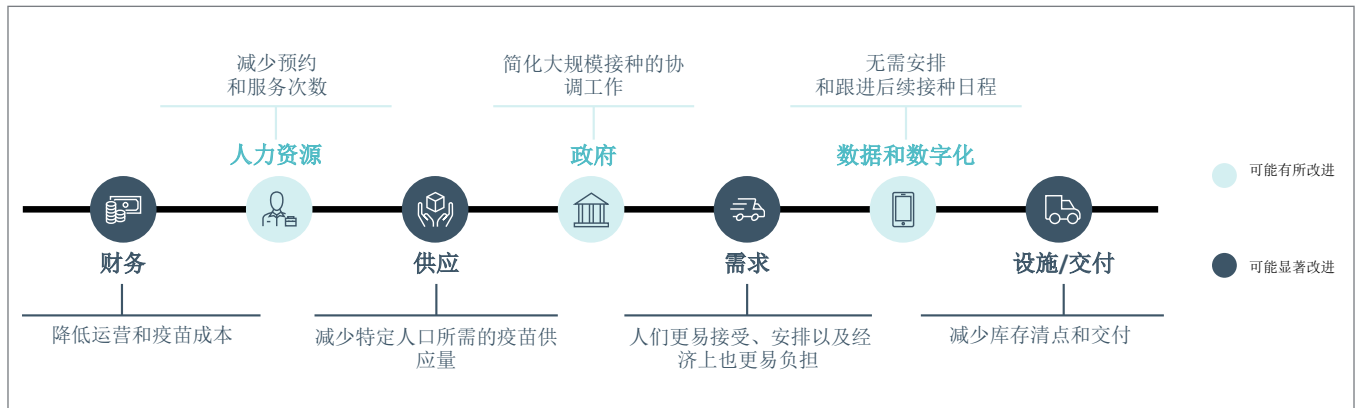 减少预约
和服务次数
简化大规模接种的协
调工作
无需安排
和跟进后续接种日程
人力资源
政府
数据和数字化
可能有所改进
财务
供应
需求
设施/交付
可能显著改进
降低运营和疫苗成本
减少特定人口所需的疫苗供
应量
人们更易接受、安排以及经
济上也更易负担
减少库存清点和交付